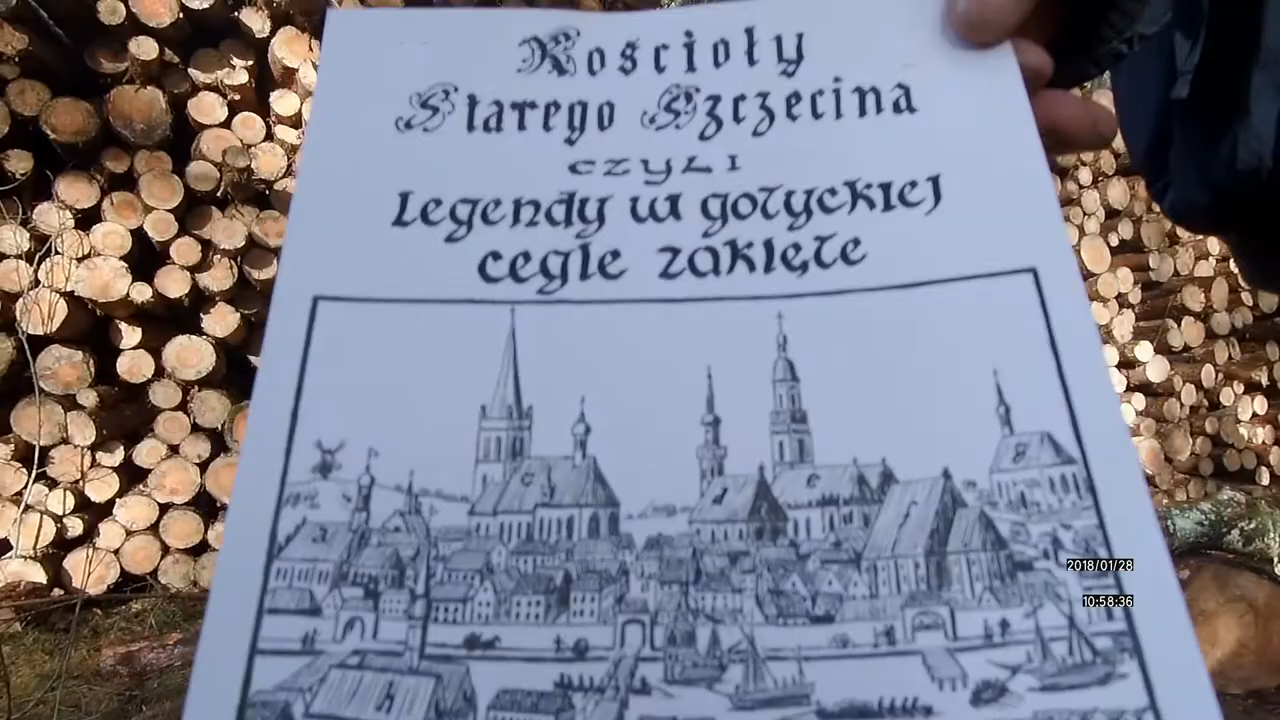 Kościoły
Starego Szczecina
czyli
Legendy w gotyckiej
cegle zaklęte
2018/01/28
10:58:36